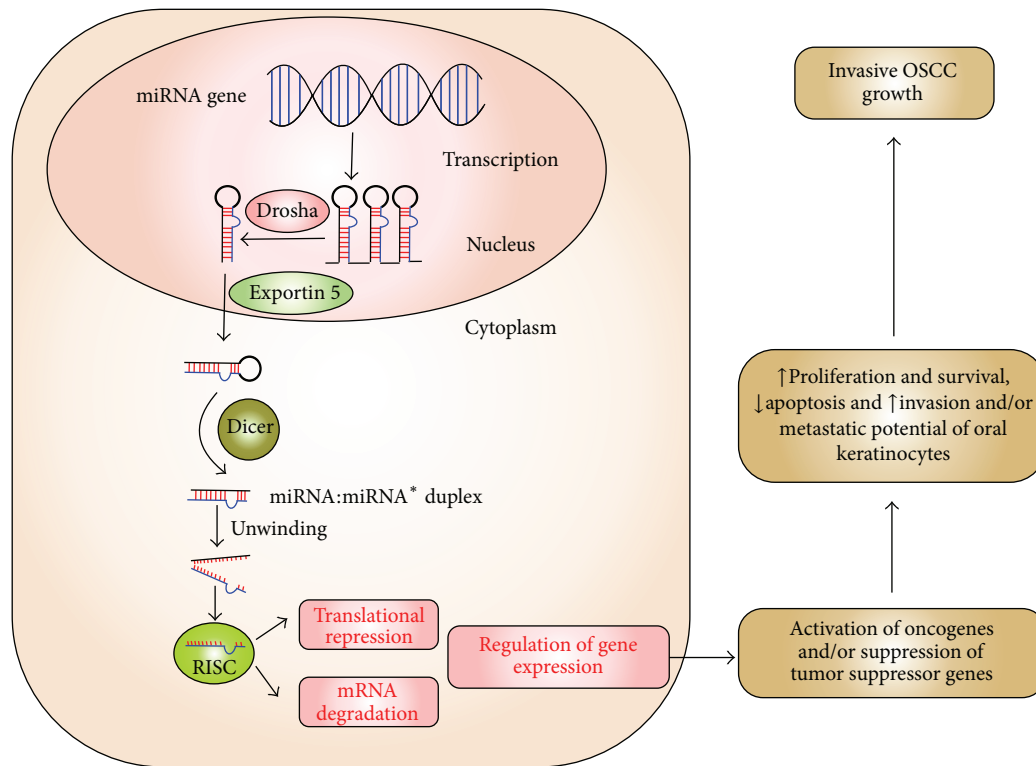 miRNA gene
Transcription
Drosha
Nucleus
Exportin 5
Cytoplasm
Dicer
miRNA:miRNA* duplex
Unwinding
RISC
Translational
repression
mRNA
degradation
Regulation of gene
expression
Activation of oncogenes
and/or suppression of
tumor suppressor genes
↑Proliferation and survival,
↓apoptosis and ↑invasion and/or
metastatic potential of oral
keratinocytes
Invasive OSCC
growth